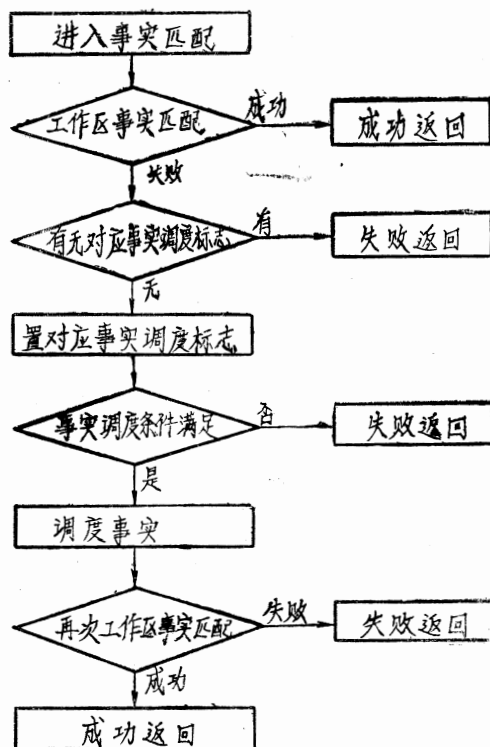 进入事实匹配
工作区事实匹配
成功
成功返回
失败
有无对应事实调度标志
有
失败返回
无
置对应事实调度标志
事实调度条件满足
否
失败返回
是
调度事实
再次工作区事实匹配
失败
失败返回
成功
成功返回